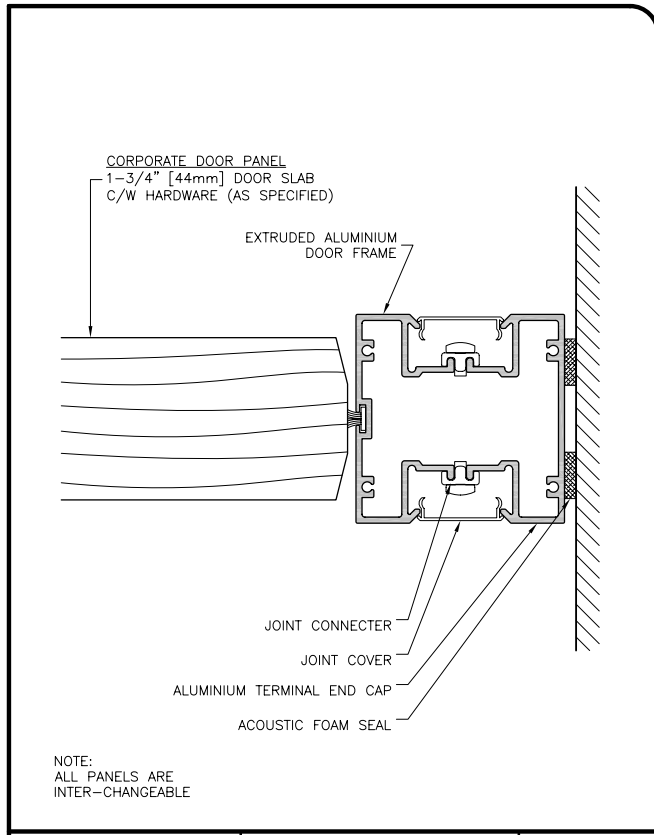 CORPORATE DOOR PANEL
1-3/4" [44mm] DOOR SLAB
C/W HARDWARE (AS SPECIFIED)
EXTRUDED ALUMINIUM
DOOR FRAME
JOINT CONNECTER
JOINT COVER
ALUMINIUM TERMINAL END CAP
ACOUSTIC FOAM SEAL
NOTE:
ALL PANELS ARE
INTER-CHANGEABLE